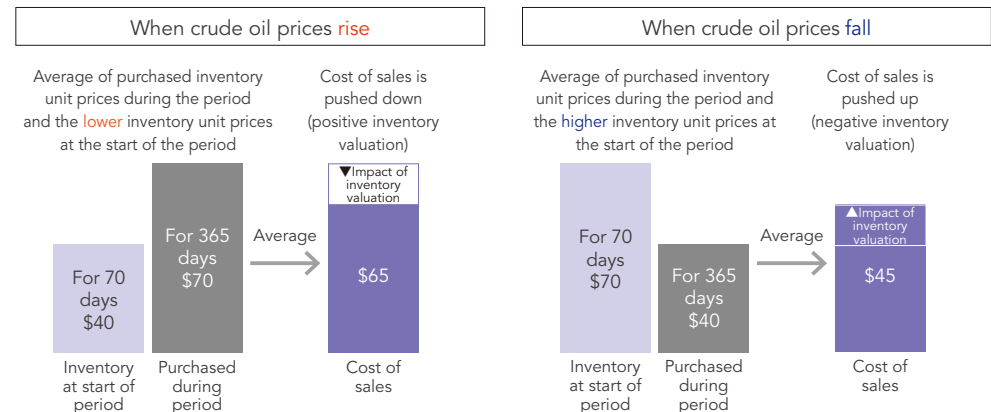 When crude oil prices rise
Average of purchased inventory
unit prices during the period
and the lower inventory unit prices
at the start of the period
Cost of sales is
pushed down
(positive inventory
valuation)
▼Impact of
inventory
valuation
For 70
days
$40
For 365
days
$70
Average
$65
Inventory
at start of
period
Purchased
during
period
Cost of
sales
When crude oil prices fall
Average of purchased inventory
unit prices during the period and
the higher inventory unit prices at
the start of the period
Cost of sales is
pushed up
(negative inventory
valuation)
For 70
days
$70
For 365
days
$40
Average
▲Impact of
inventory
valuation
$45
Inventory
at start of
period
Purchased
during
period
Cost of
sales